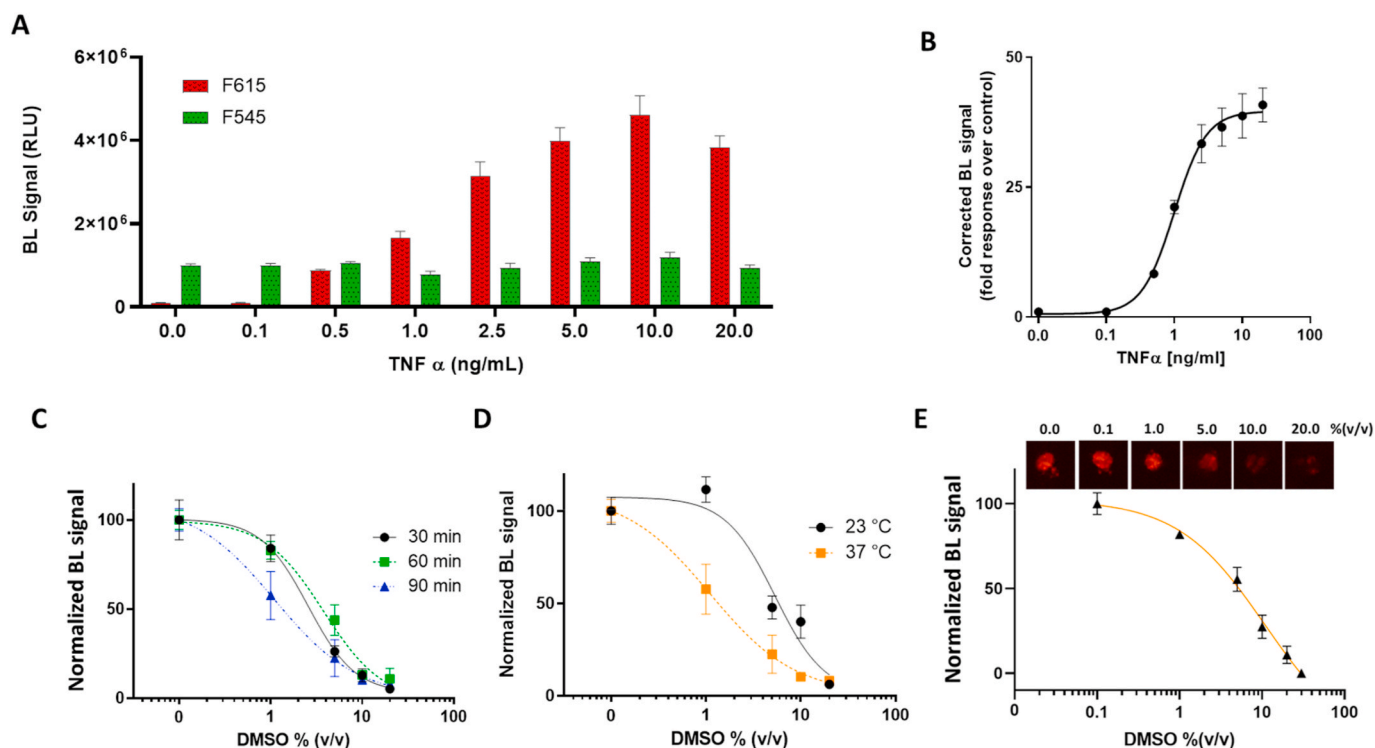 A
6×10⁶
4×10⁶
2×10⁶
0
BL Signal (RLU)
F615
F545
0.0 0.1 0.5 1.0 2.5 5.0 10.0 20.0
TNF α (ng/mL)
B
50
25
0
Corrected BL signal
(fold response over control)
0.0 0.1 1 10 100
TNFα [ng/ml]
C
100
50
0
Normalized BL signal
30 min
60 min
90 min
0 1 10 100
DMSO % (v/v)
D
100
50
0
Normalized BL signal
23 °C
37 °C
0 1 10 100
DMSO % (v/v)
E
0.0 0.1 1.0 5.0 10.0 20.0 %(v/v)
100
50
0
Normalized BL signal
0 0.1 1 10 100
DMSO %(v/v)